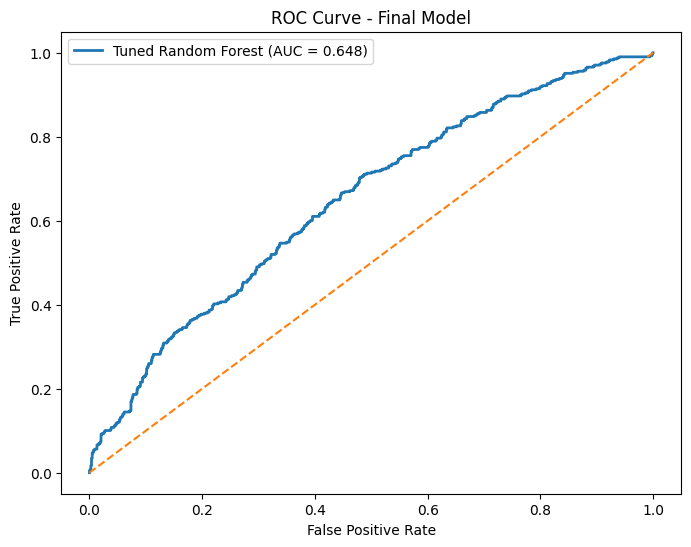 ROC Curve - Final Model
Tuned Random Forest (AUC = 0.648)
True Positive Rate
1.0
0.8
0.6
0.4
0.2
0.0
0.0 0.2 0.4 0.6 0.8 1.0
False Positive Rate